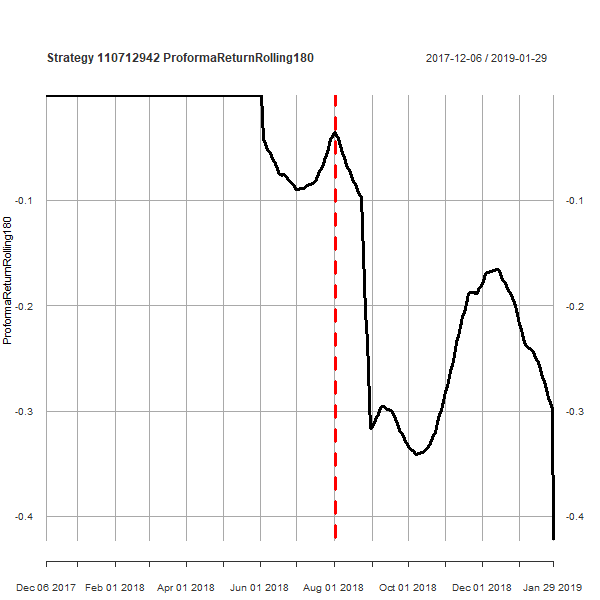 Strategy 110712942 ProformaReturnRolling180
2017-12-06 / 2019-01-29
ProformaReturnRolling180
-0.1
-0.1
-0.2
-0.2
-0.3
-0.3
-0.4
-0.4
Dec 06 2017
Feb 01 2018
Apr 01 2018
Jun 01 2018
Aug 01 2018
Oct 01 2018
Dec 01 2018
Jan 29 2019